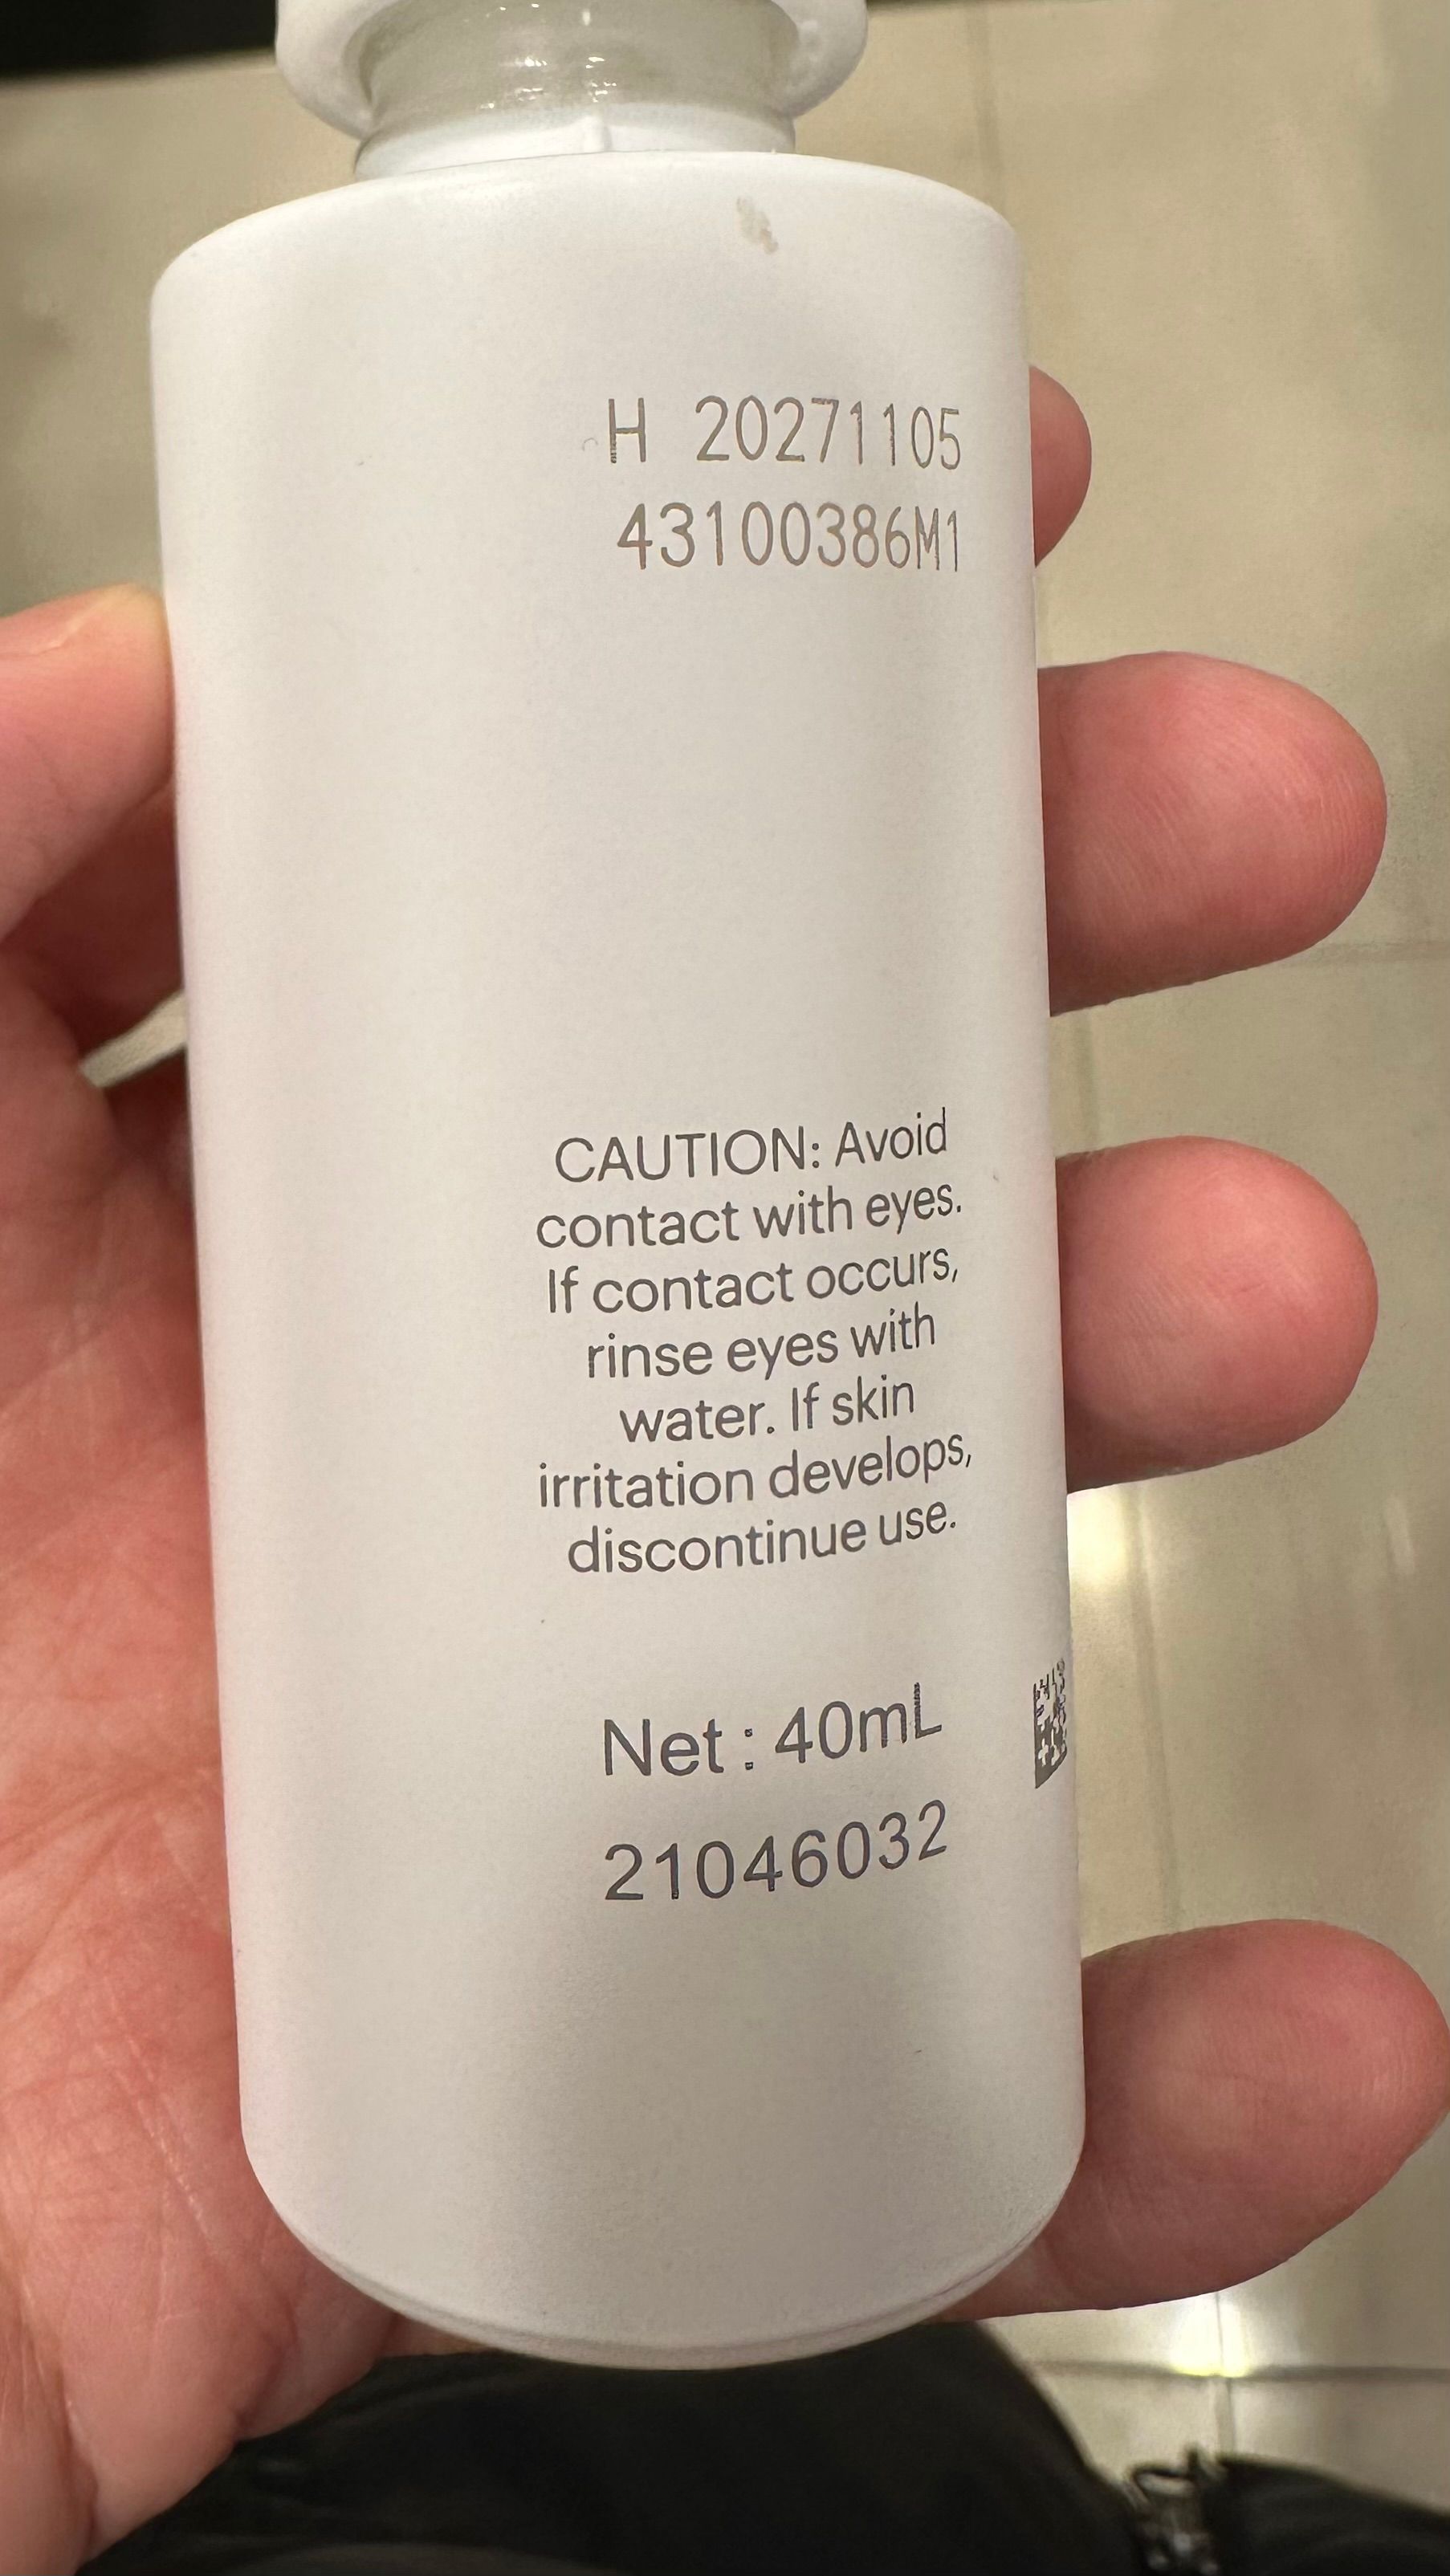 H 20271105
43100386M1
CAUTION: Avoid
contact with eyes.
If contact occurs,
rinse eyes with
water. If skin
irritation develops,
discontinue use.
Net : 40mL
21046032